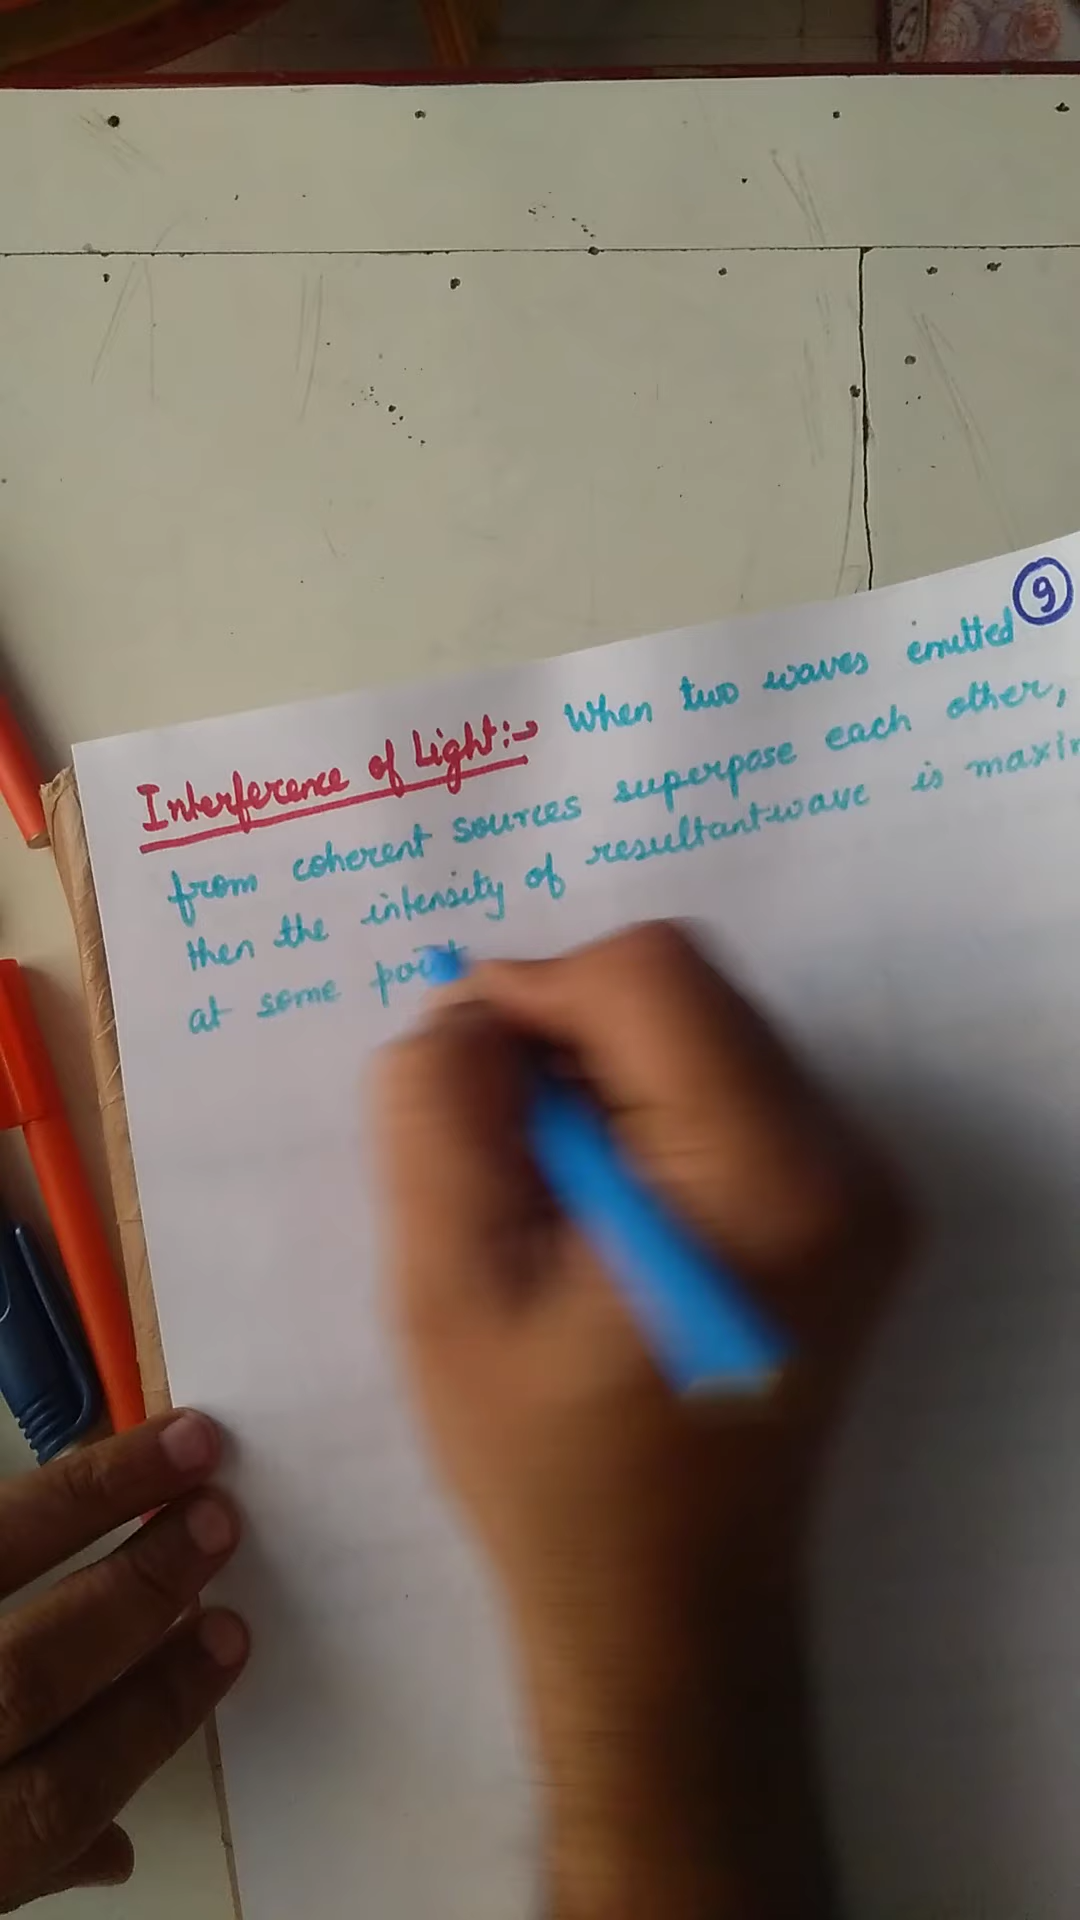 9
Interference of Light:→ When two waves emitted
from coherent sources superpose each other,
then the intensity of resultant wave is
at some point